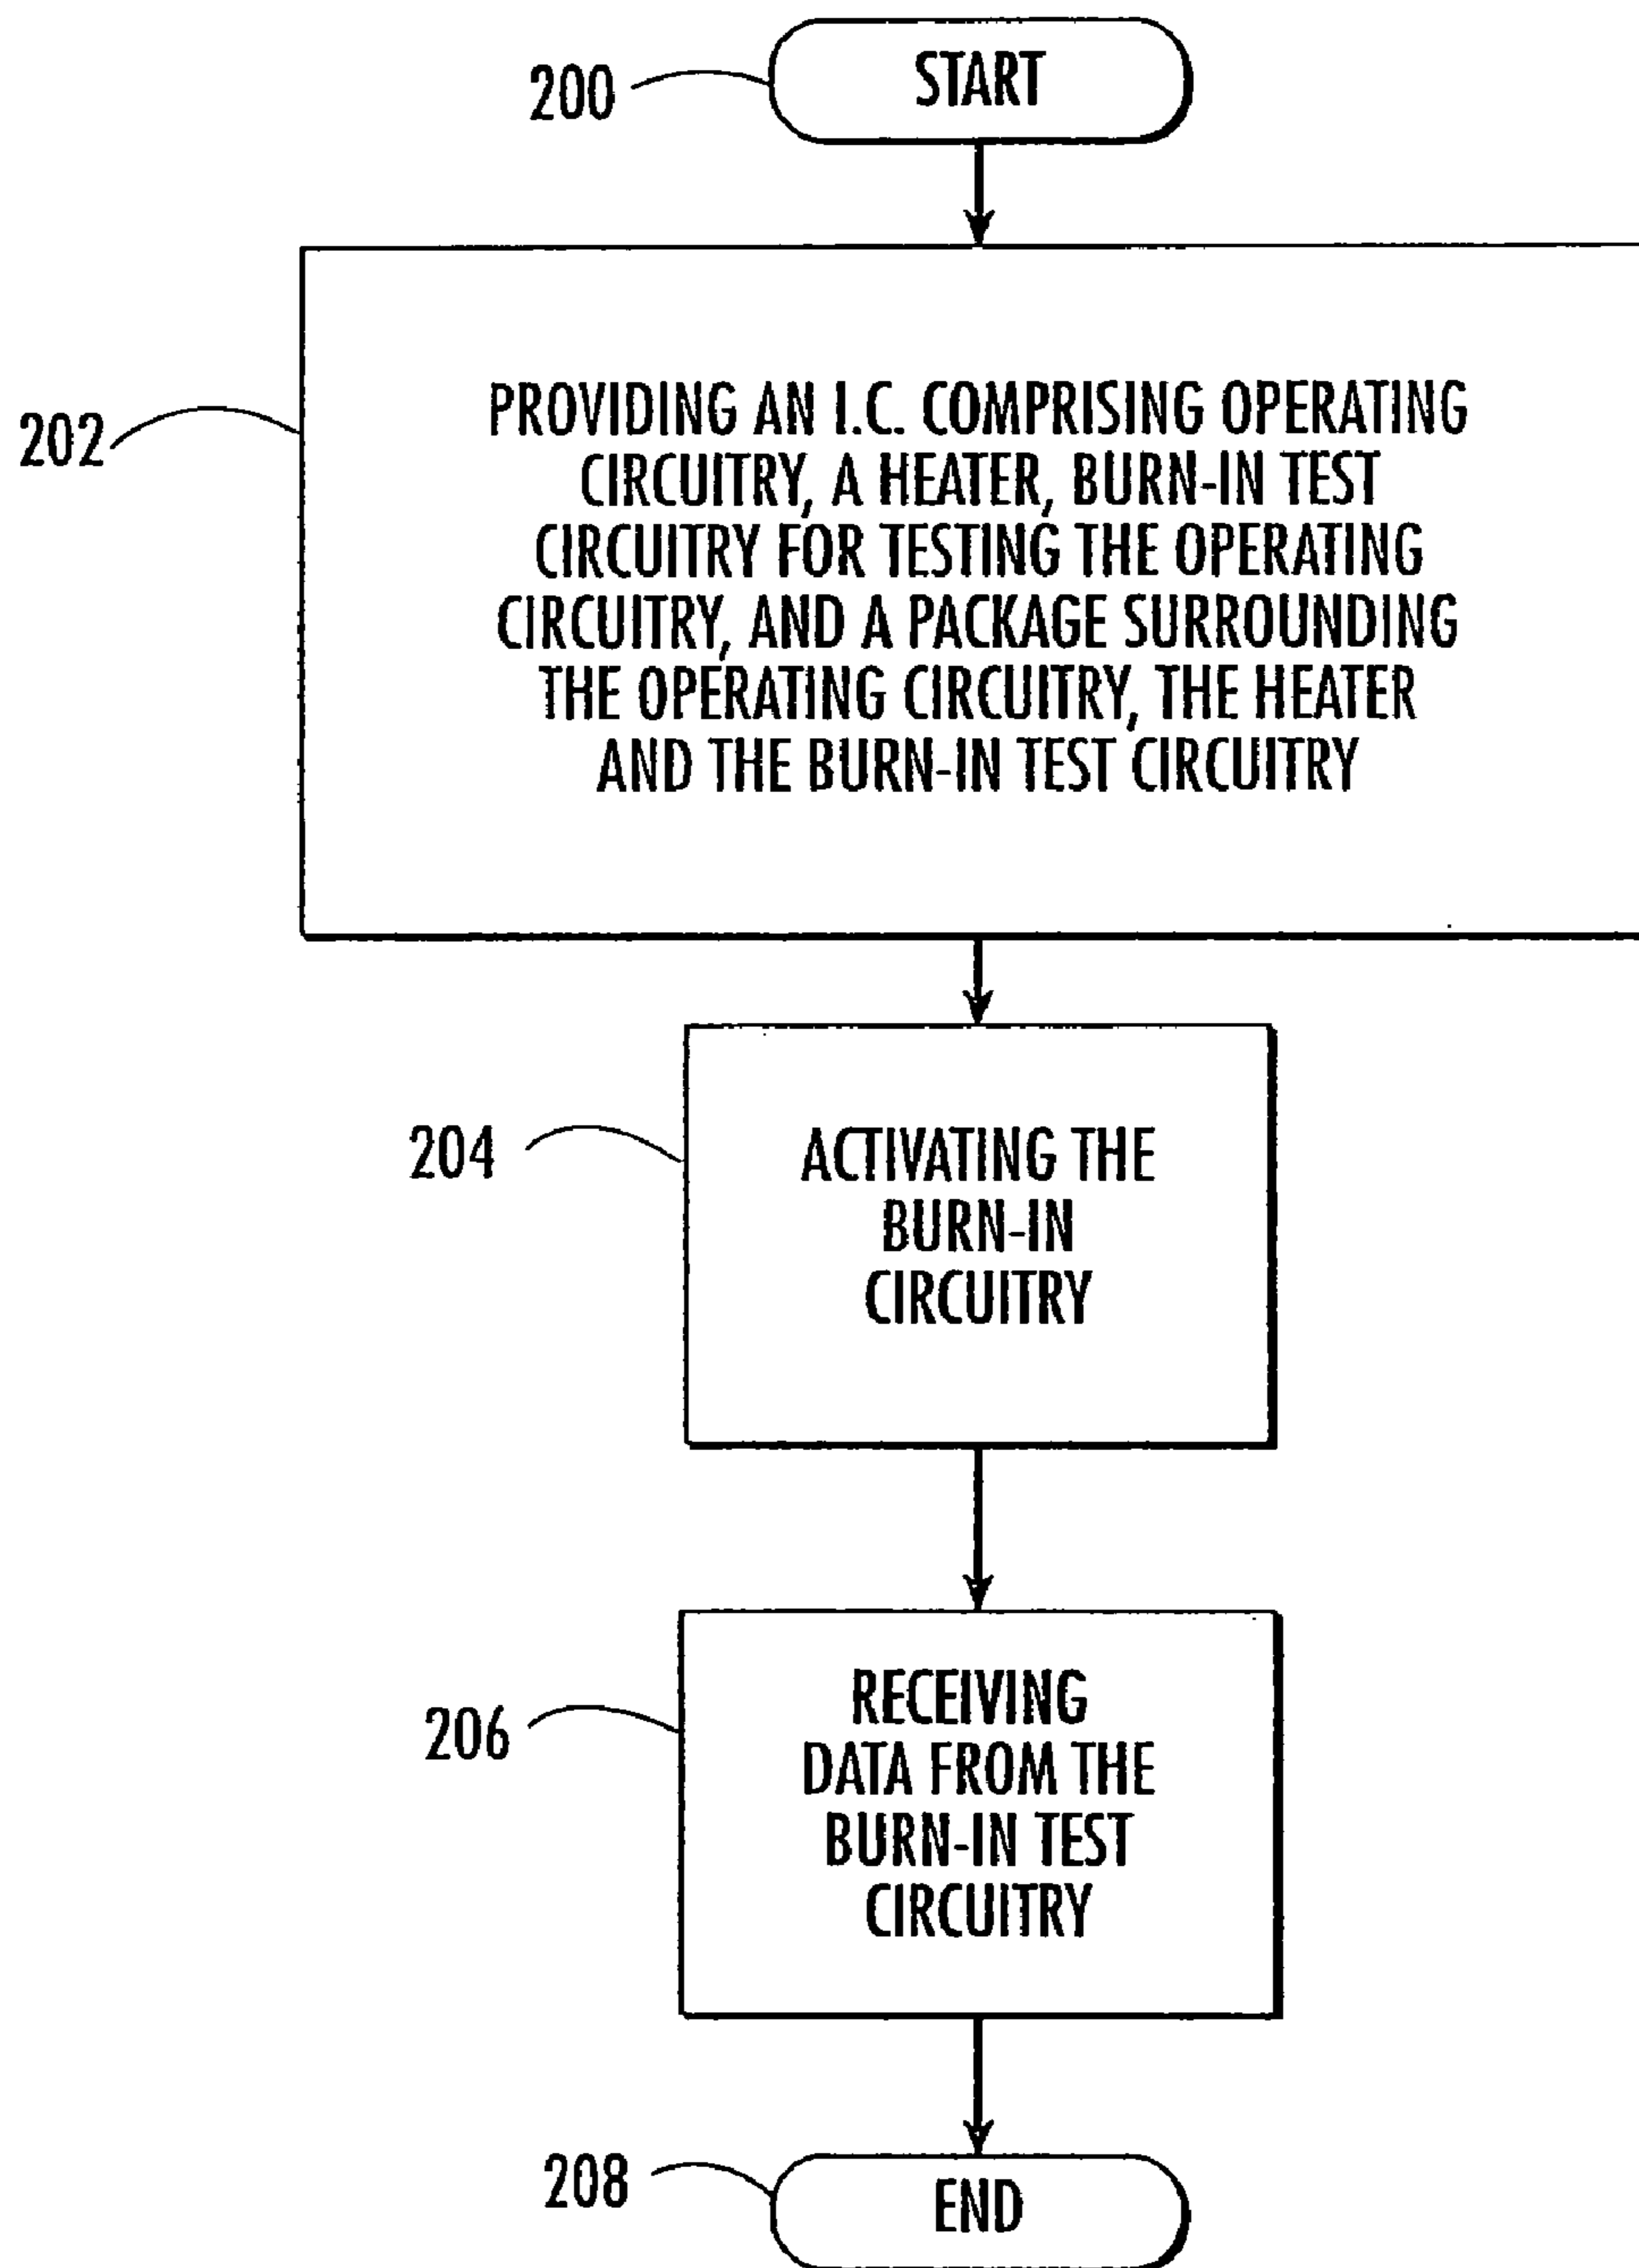 200
START
202
PROVIDING AN I.C. COMPRISING OPERATING
CIRCUITRY, A HEATER, BURN-IN TEST
CIRCUITRY FOR TESTING THE OPERATING
CIRCUITRY, AND A PACKAGE SURROUNDING
THE OPERATING CIRCUITRY, THE HEATER
AND THE BURN-IN TEST CIRCUITRY
204
ACTIVATING THE
BURN-IN
CIRCUITRY
206
RECEIVING
DATA FROM THE
BURN-IN TEST
CIRCUITRY
208
END